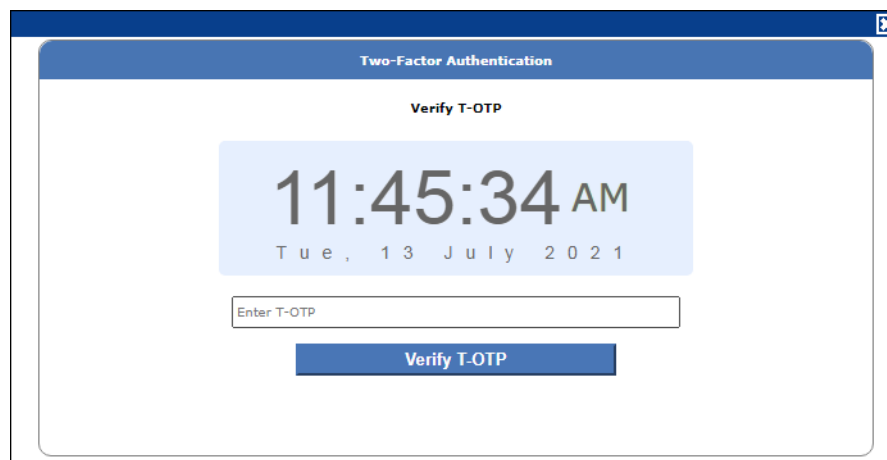 Two-Factor Authentication
Verify T-OTP
11:45:34 AM
Tue, 13 July 2021
Enter T-OTP
Verify T-OTP